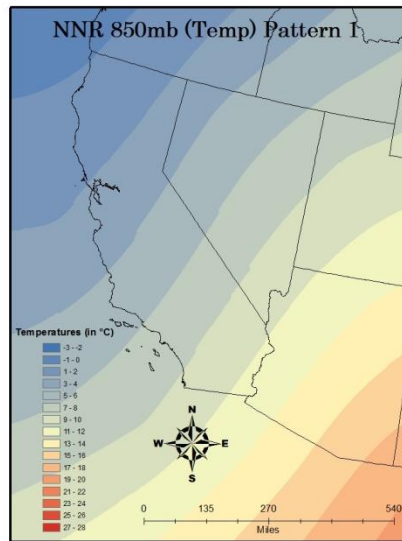 NNR 850mb (Temp) Pattern 1
Temperatures (in °C)
-3 - -2
-1 - 0
1 - 2
3 - 4
5 - 6
7 - 8
9 - 10
11 - 12
13 - 14
15 - 16
17 - 18
19 - 20
21 - 22
23 - 24
25 - 26
27 - 28
N
W E
S
0 135 270 540
Miles